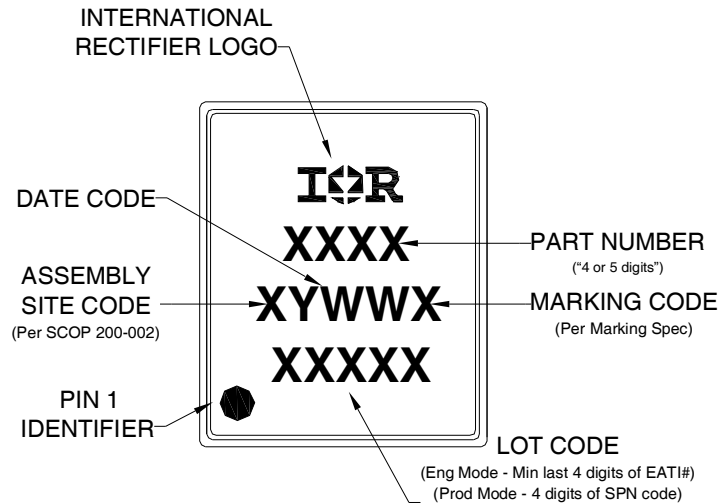 INTERNATIONAL
RECTIFIER LOGO
IOR
DATE CODE
XXXX
PART NUMBER
("4 or 5 digits")
ASSEMBLY
SITE CODE
(Per SCOP 200-002)
XYWWX
MARKING CODE
(Per Marking Spec)
XXXXX
PIN 1
IDENTIFIER
LOT CODE
(Eng Mode - Min last 4 digits of EATI#)
(Prod Mode - 4 digits of SPN code)